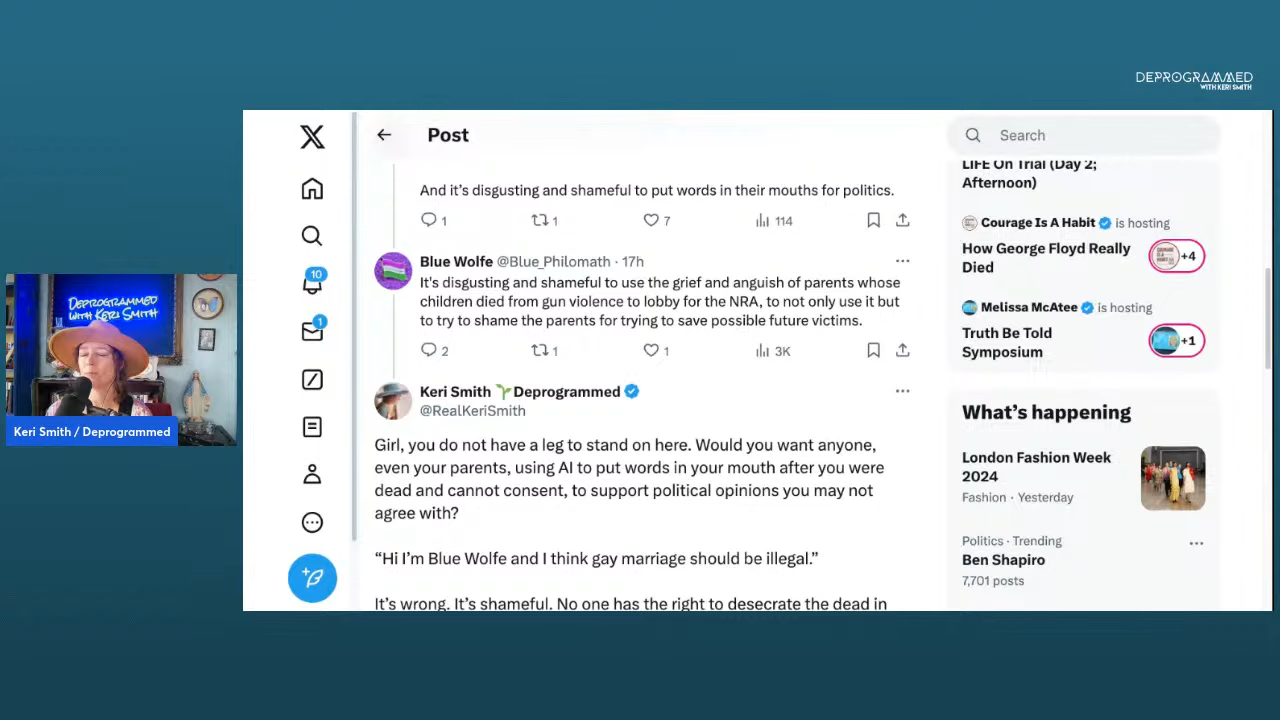 DEPROGRAMMED
WITH KERI SMITH
Post
Search
And it's disgusting and shameful to put words in their mouths for politics.
1
1
7
114
Blue Wolfe @Blue_Philomath · 17h
It's disgusting and shameful to use the grief and anguish of parents whose
children died from gun violence to lobby for the NRA, to not only use it but
to try to shame the parents for trying to save possible future victims.
2
1
1
3K
Keri Smith Deprogrammed
@RealKeriSmith
Girl, you do not have a leg to stand on here. Would you want anyone,
even your parents, using AI to put words in your mouth after you were
dead and cannot consent, to support political opinions you may not
agree with?
“Hi I'm Blue Wolfe and I think gay marriage should be illegal.”
It's wrong. It's shameful. No one has the right to desecrate the dead in
LIFE On Trial (Day 2;
Afternoon)
Courage Is A Habit is hosting
How George Floyd Really
Died
+4
Melissa McAtee is hosting
Truth Be Told
Symposium
+1
What's happening
London Fashion Week
2024
Fashion · Yesterday
Politics · Trending
Ben Shapiro
7,701 posts
10
1
DEPROGRAMMED
WITH KERI SMITH
Keri Smith / Deprogrammed